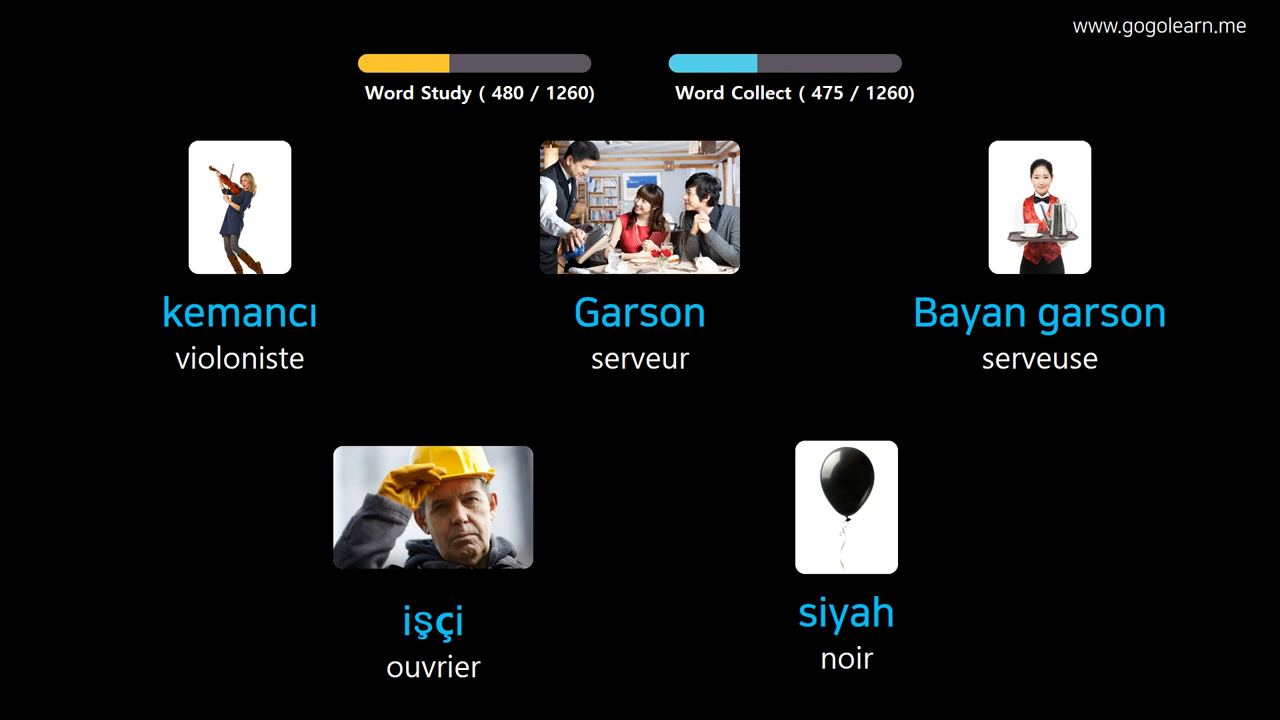 www.gogolearn.me
Word Study ( 480 / 1260)
Word Collect ( 475 / 1260)
kemancı
violoniste
Garson
serveur
Bayan garson
serveuse
işçi
ouvrier
siyah
noir